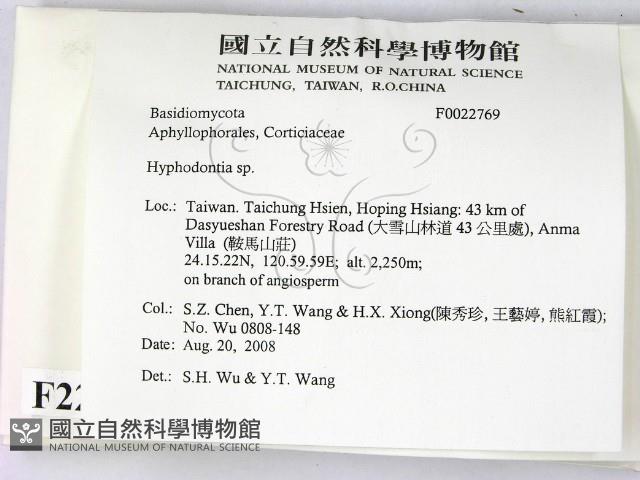 國立自然科學博物館
NATIONAL MUSEUM OF NATURAL SCIENCE
TAICHUNG, TAIWAN, R.O.CHINA
Basidiomycota F0022769
Aphyllophorales, Corticiaceae
Hyphodontia sp.
Loc.: Taiwan. Taichung Hsien, Hoping Hsiang: 43 km of
Dasyueshan Forestry Road (大雪山林道 43 公里處), Anma
Villa (鞍馬山莊)
24.15.22N, 120.59.59E; alt. 2,250m;
on branch of angiosperm
Col.: S.Z. Chen, Y.T. Wang & H.X. Xiong(陳秀珍, 王藝婷, 熊紅霞);
No. Wu 0808-148
Date: Aug. 20, 2008
Det.: S.H. Wu & Y.T. Wang
F22
國立自然科學博物館
NATIONAL MUSEUM OF NATURAL SCIENCE